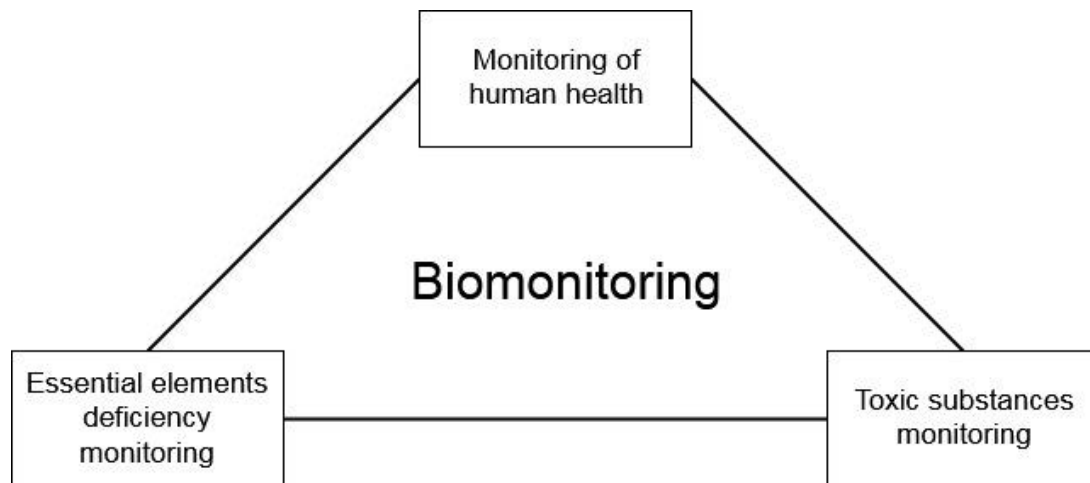 Monitoring of
human health
Biomonitoring
Essential elements
deficiency
monitoring
Toxic substances
monitoring